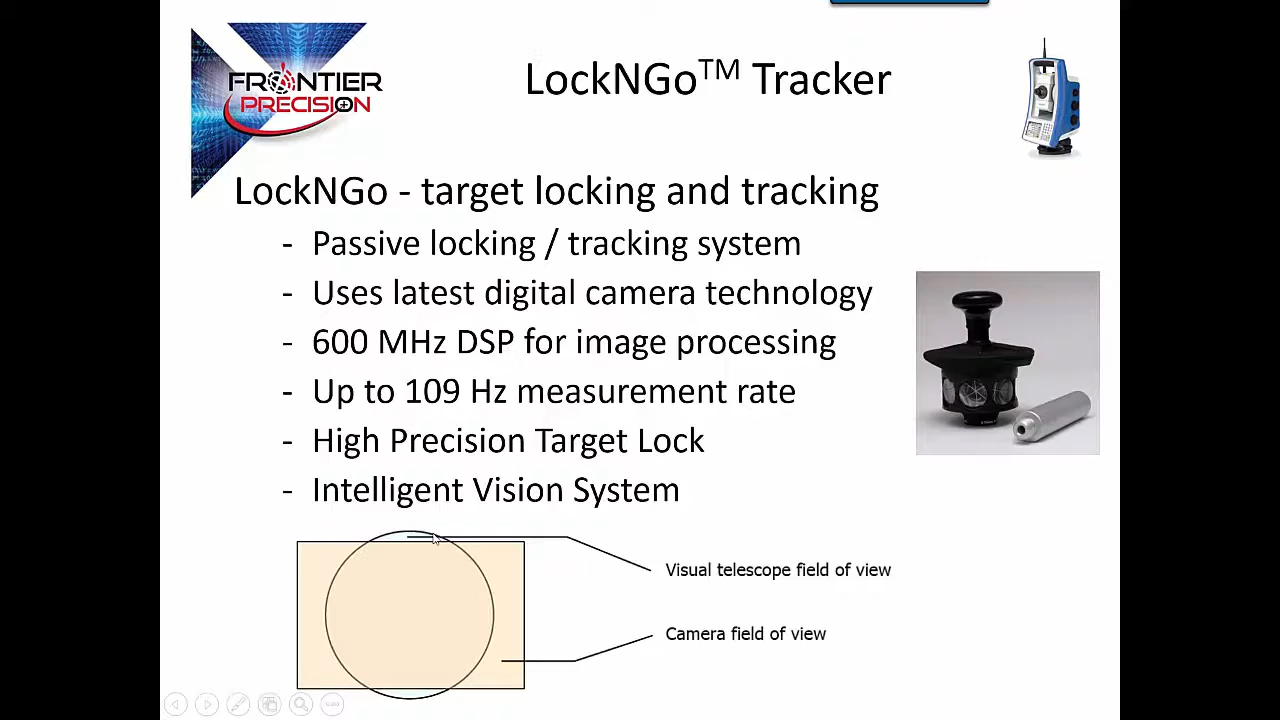 FRONTIER
PRECISION
LockNGo™ Tracker
LockNGo - target locking and tracking
- Passive locking / tracking system
- Uses latest digital camera technology
- 600 MHz DSP for image processing
- Up to 109 Hz measurement rate
- High Precision Target Lock
- Intelligent Vision System
Visual telescope field of view
Camera field of view